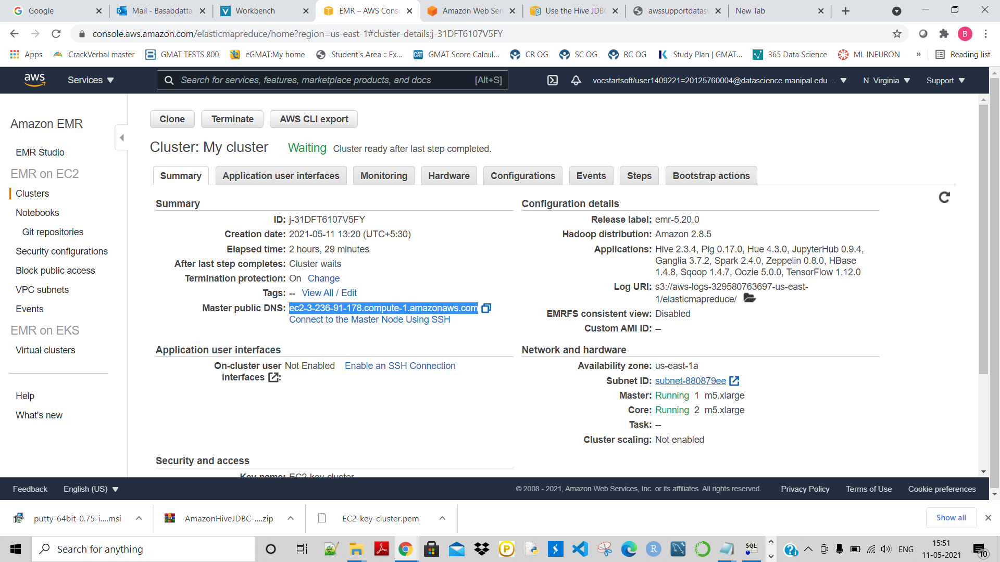 Google
Mail - Basabdatta
Workbench
EMR – AWS Conso
Amazon Web Serv
Use the Hive JDBC
awssupportdatasv
New Tab
console.aws.amazon.com/elasticmapreduce/home?region=us-east-1#cluster-details:j-31DFT6107V5FY
B
Apps
CrackVerbal master
GMAT TESTS 800
eGMAT:My home
Student's Area :: Ex...
CAT
GMAT Score Calcul...
CR OG
SC OG
RC OG
Study Plan | GMAT...
365 Data Science
ML INEURON
»
Reading list
aws
Services
Search for services, features, marketplace products, and docs
[Alt+S]
vocstartsoft/user1409221=20125760004@datascience.manipal.edu ...
N. Virginia
Support
Amazon EMR
EMR Studio
EMR on EC2
Clusters
Notebooks
Git repositories
Security configurations
Block public access
VPC subnets
Events
EMR on EKS
Virtual clusters
Help
What's new
Clone
Terminate
AWS CLI export
Cluster: My cluster
Waiting
Cluster ready after last step completed.
Summary
Application user interfaces
Monitoring
Hardware
Configurations
Events
Steps
Bootstrap actions
Summary
ID: j-31DFT6107V5FY
Creation date: 2021-05-11 13:20 (UTC+5:30)
Elapsed time: 2 hours, 29 minutes
After last step completes: Cluster waits
Termination protection: On Change
Tags: -- View All / Edit
Master public DNS: ec2-3-236-91-178.compute-1.amazonaws.com
Connect to the Master Node Using SSH
Configuration details
Release label: emr-5.20.0
Hadoop distribution: Amazon 2.8.5
Applications: Hive 2.3.4, Pig 0.17.0, Hue 4.3.0, JupyterHub 0.9.4,
Ganglia 3.7.2, Spark 2.4.0, Zeppelin 0.8.0, HBase
1.4.8, Sqoop 1.4.7, Oozie 5.0.0, TensorFlow 1.12.0
Log URI: s3://aws-logs-329580763697-us-east-
1/elasticmapreduce/
EMRFS consistent view: Disabled
Custom AMI ID: --
Application user interfaces
On-cluster user Not Enabled Enable an SSH Connection
interfaces :
Network and hardware
Availability zone: us-east-1a
Subnet ID: subnet-880879ee
Master: Running 1 m5.xlarge
Core: Running 2 m5.xlarge
Task: --
Cluster scaling: Not enabled
Security and access
Key name: EC2-key-cluster
Feedback
English (US)
© 2008 - 2021, Amazon Web Services, Inc. or its affiliates. All rights reserved.
Privacy Policy
Terms of Use
Cookie preferences
putty-64bit-0.75-i....msi
AmazonHiveJDBC-....zip
EC2-key-cluster.pem
Show all
Search for anything
P
R
SQL
ENG
15:51
11-05-2021
10